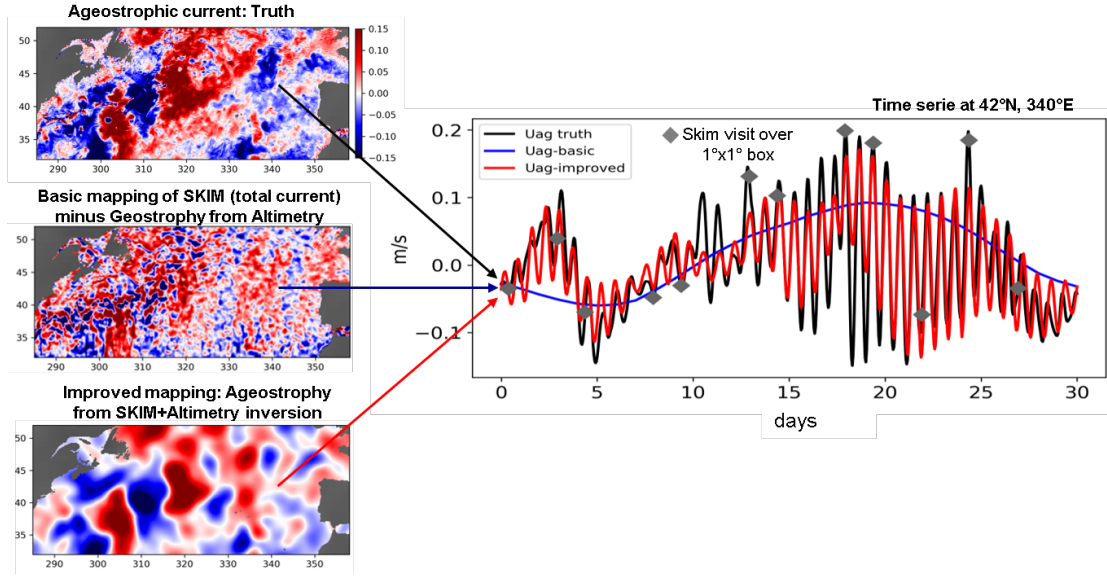 Ageostrophic current: Truth
50
45
40
35
290 300 310 320 330 340 350
0.15
0.10
0.05
0.00
−0.05
−0.10
−0.15
Basic mapping of SKIM (total current)
minus Geostrophy from Altimetry
50
45
40
35
290 300 310 320 330 340 350
Improved mapping: Ageostrophy
from SKIM+Altimetry inversion
50
45
40
35
290 300 310 320 330 340 350
Time serie at 42°N, 340°E
Uag truth
Uag-basic
Uag-improved
Skim visit over
1°x1° box
m/s
0.2
0.1
0.0
−0.1
0 5 10 15 20 25 30
days